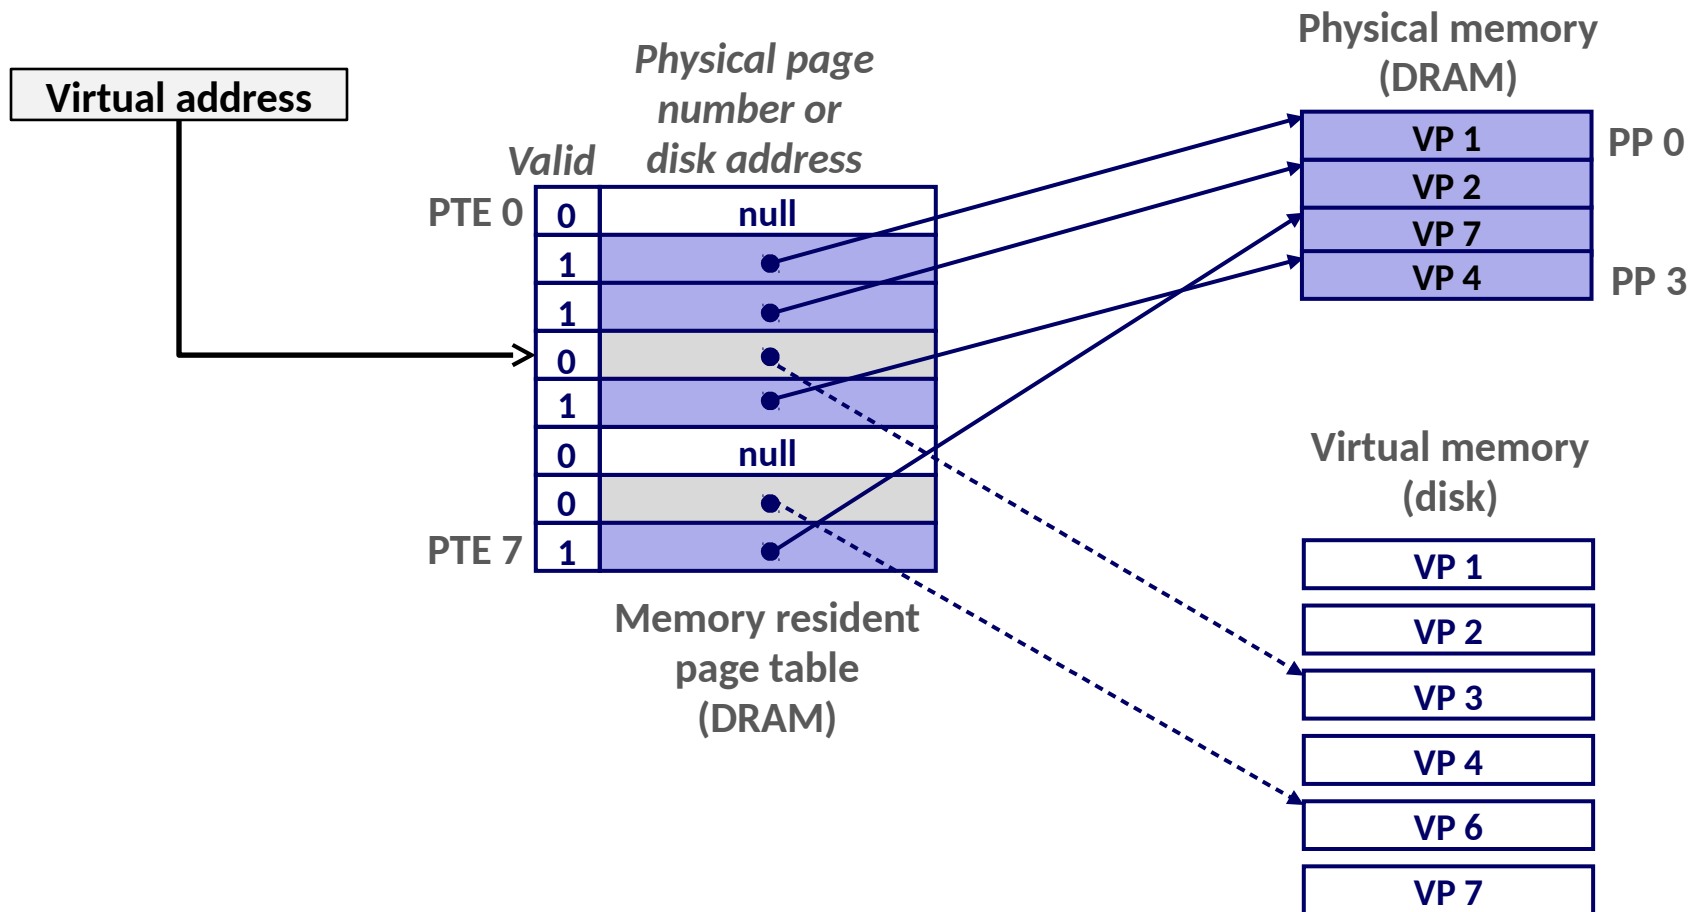 Virtual address
Physical page
number or
disk address
Valid
PTE 0
0
null
1
1
0
1
0
null
0
PTE 7
1
Memory resident
page table
(DRAM)
Physical memory
(DRAM)
VP 1
PP 0
VP 2
VP 7
VP 4
PP 3
Virtual memory
(disk)
VP 1
VP 2
VP 3
VP 4
VP 6
VP 7